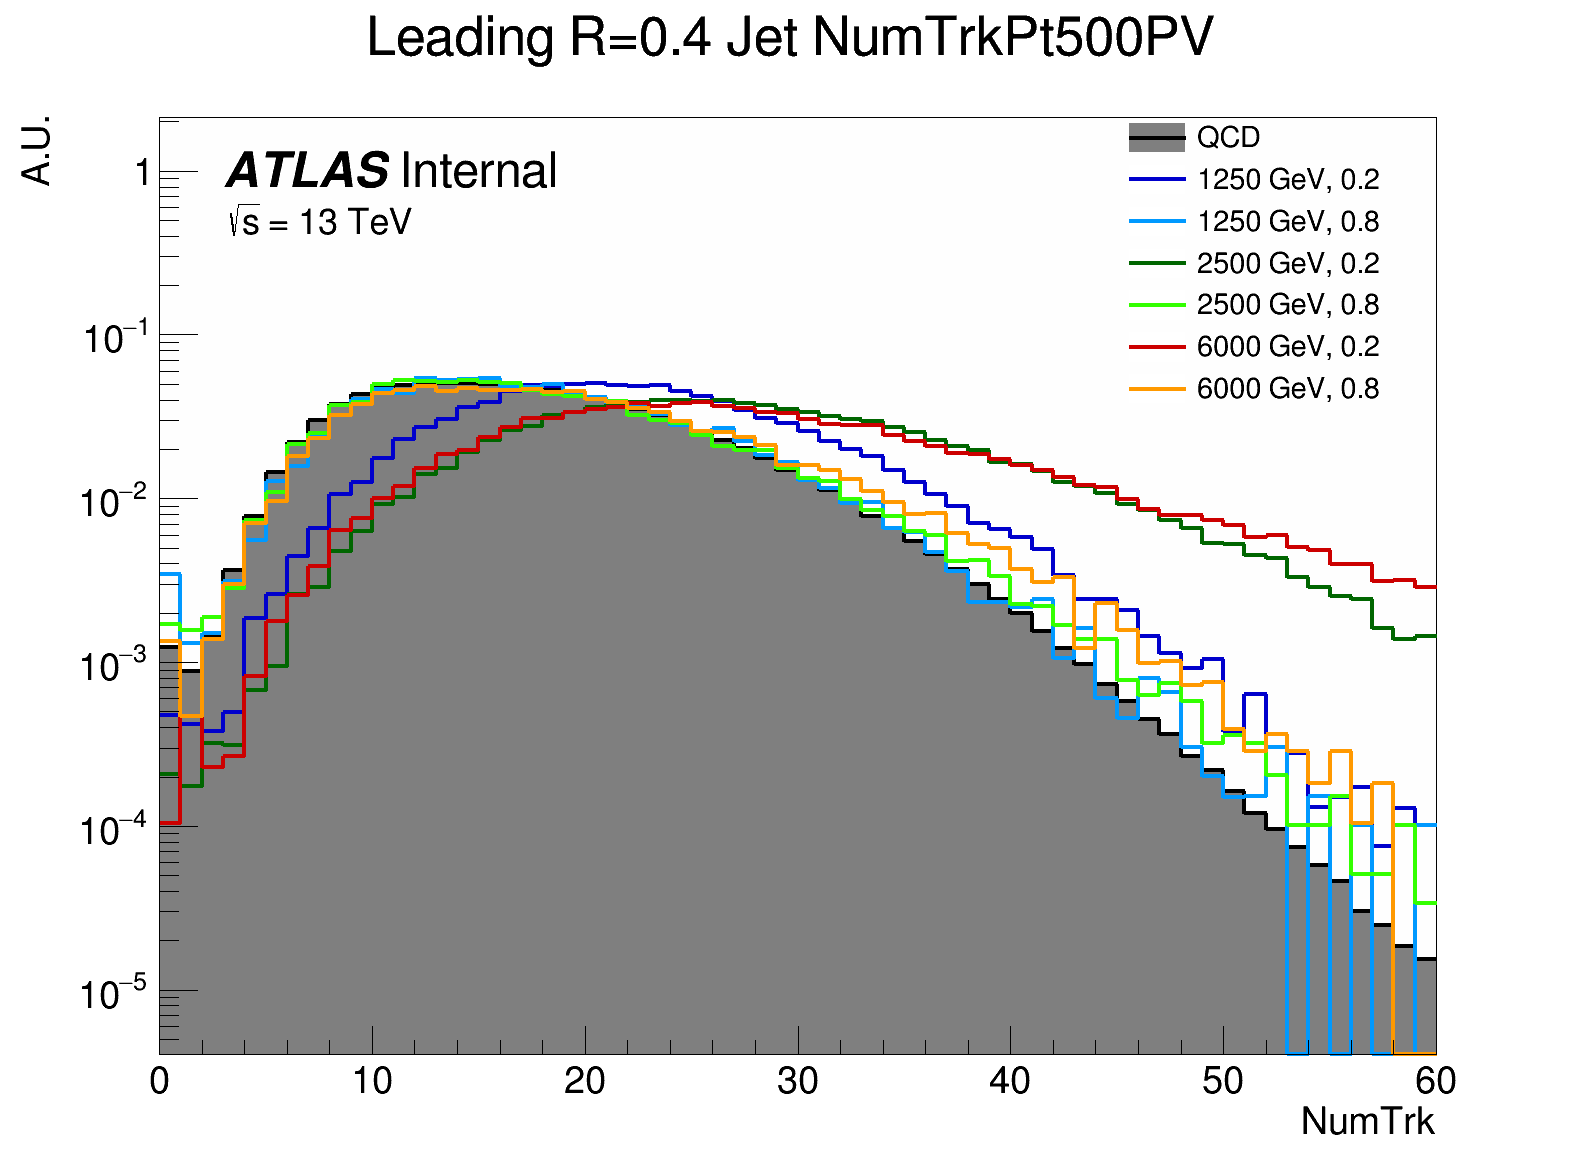 Leading R=0.4 Jet NumTrkPt500PV
A.U.
ATLAS Internal
√s = 13 TeV
QCD
1250 GeV, 0.2
1250 GeV, 0.8
2500 GeV, 0.2
2500 GeV, 0.8
6000 GeV, 0.2
6000 GeV, 0.8
1
10⁻¹
10⁻²
10⁻³
10⁻⁴
10⁻⁵
0 10 20 30 40 50 60
NumTrk